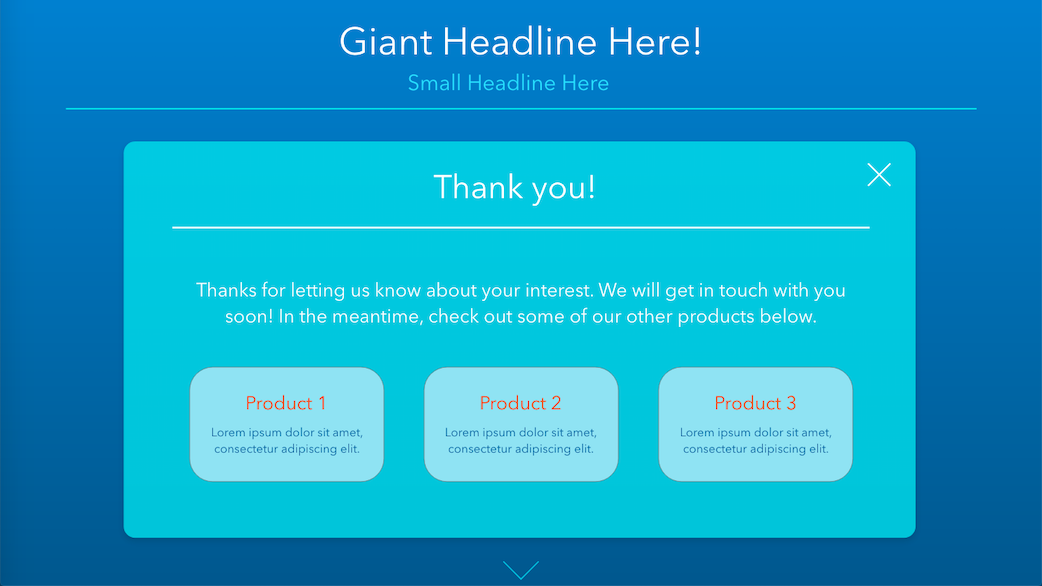 Giant Headline Here!
Small Headline Here
Thank you!
Thanks for letting us know about your interest. We will get in touch with you
soon! In the meantime, check out some of our other products below.
Product 1
Lorem ipsum dolor sit amet,
consectetur adipiscing elit.
Product 2
Lorem ipsum dolor sit amet,
consectetur adipiscing elit.
Product 3
Lorem ipsum dolor sit amet,
consectetur adipiscing elit.